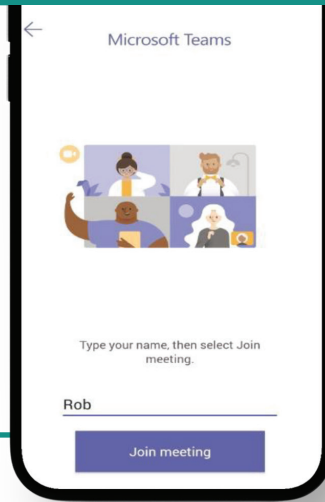 Microsoft Teams
Type your name, then select Join
meeting.
Rob
Join meeting